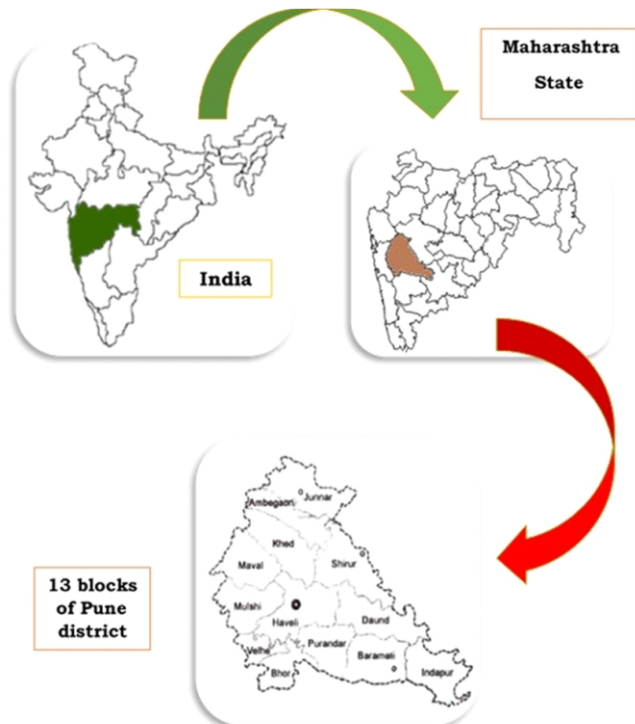 Maharashtra
State
India
Junnar
Ambegaon
Khed
Maval
Shirur
Mulshi
Haveli
Daund
Velhe
Purandar
Baramati
Bhor
Indapur
13 blocks
of Pune
district